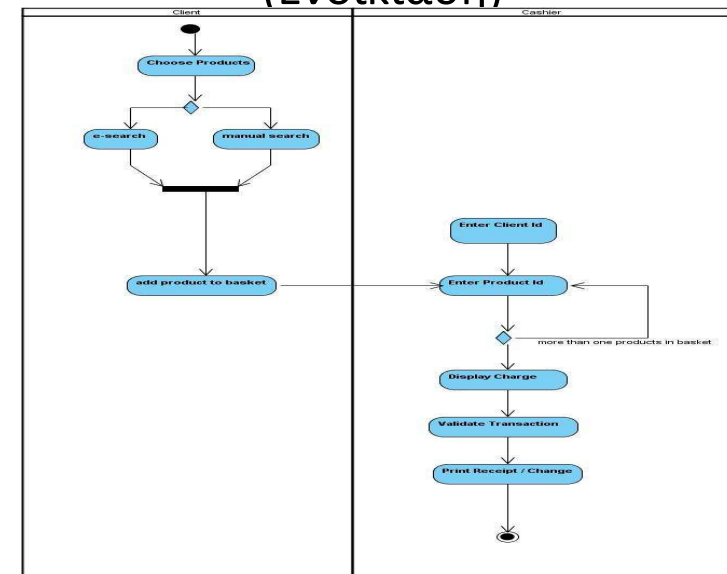 Client
Cashier
Choose Products
e-search
manual search
add product to basket
Enter Client Id
Enter Product Id
more than one products in basket
Display Charge
Validate Transaction
Print Receipt / Change